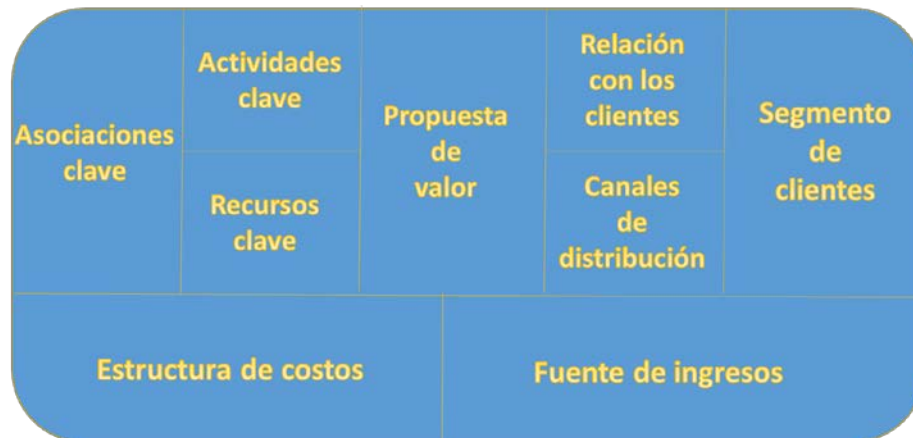 Asociaciones
clave
Actividades
clave
Recursos
clave
Propuesta
de
valor
Relación
con los
clientes
Canales
de
distribución
Segmento
de
clientes
Estructura de costos
Fuente de ingresos